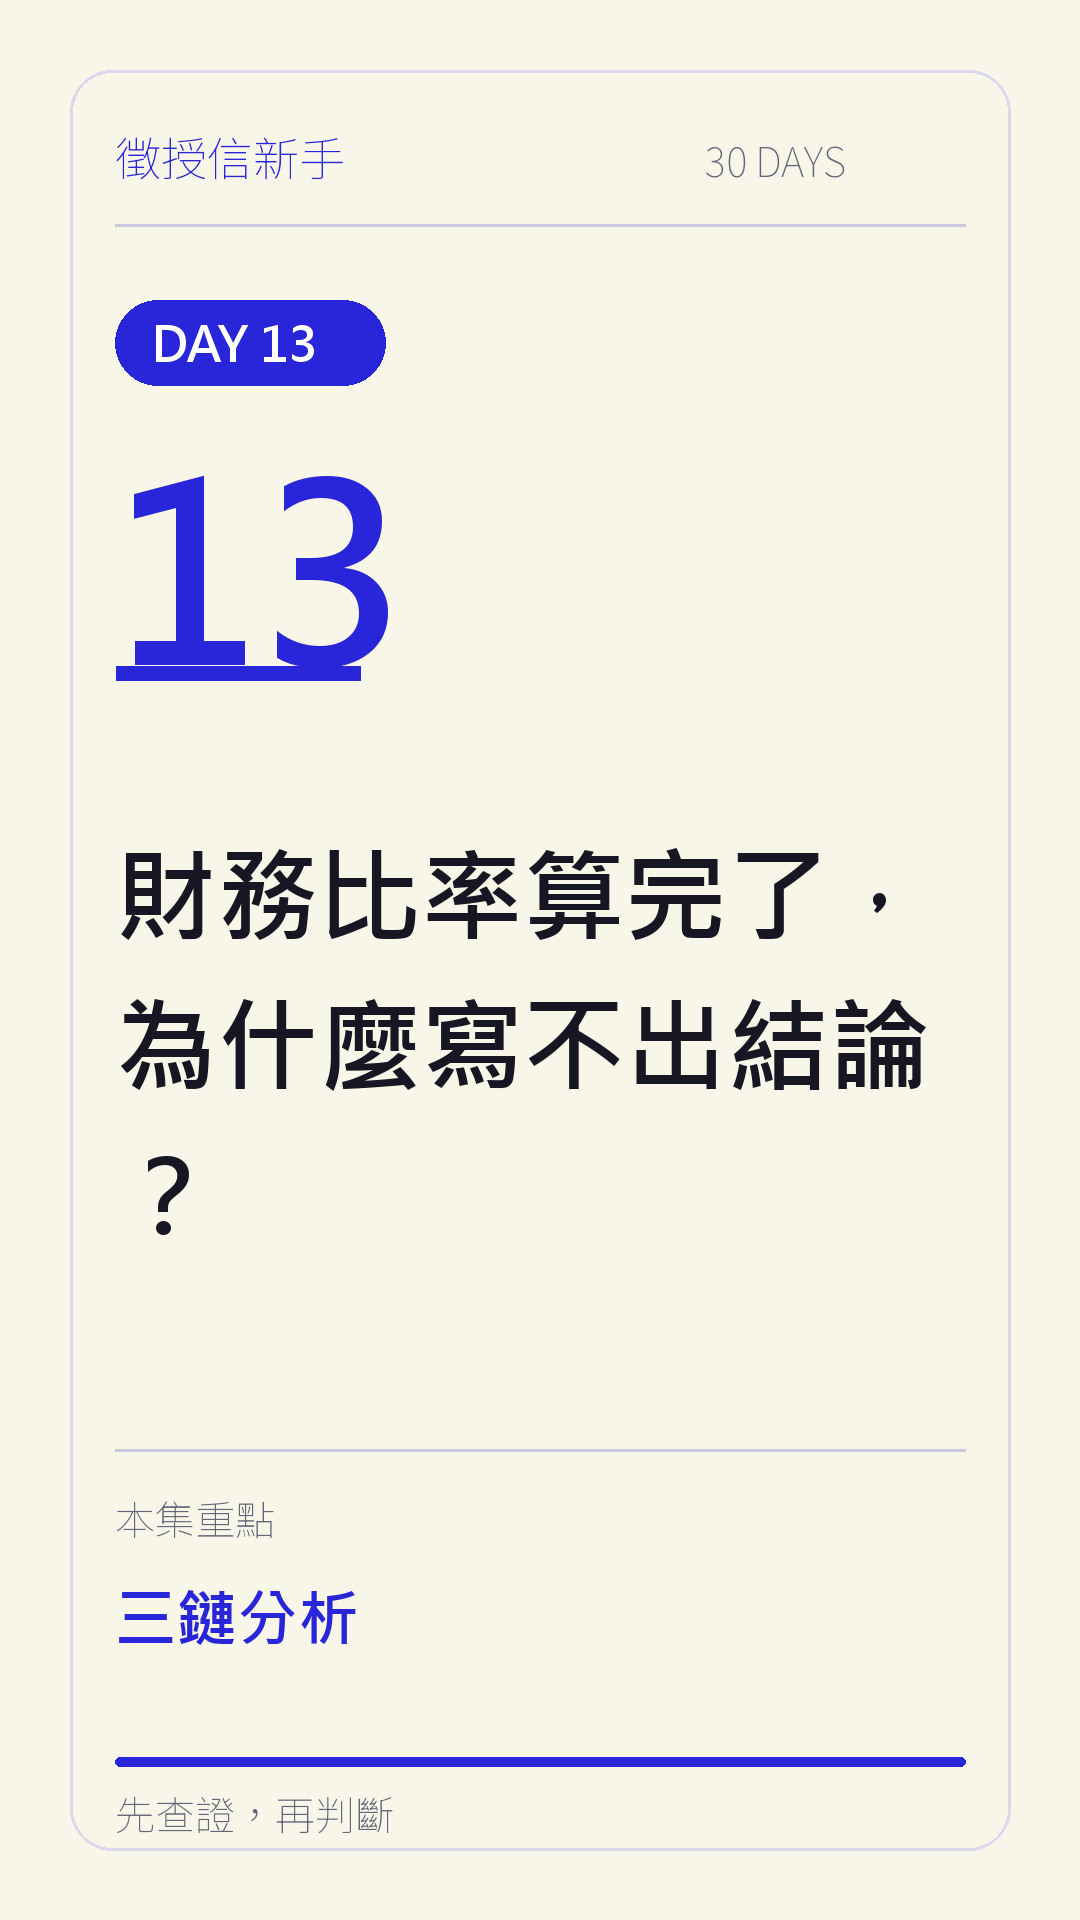 徵授信新手
30 DAYS
DAY 13
13
財務比率算完了，
為什麼寫不出結論
？
本集重點
三鏈分析
先查證，再判斷